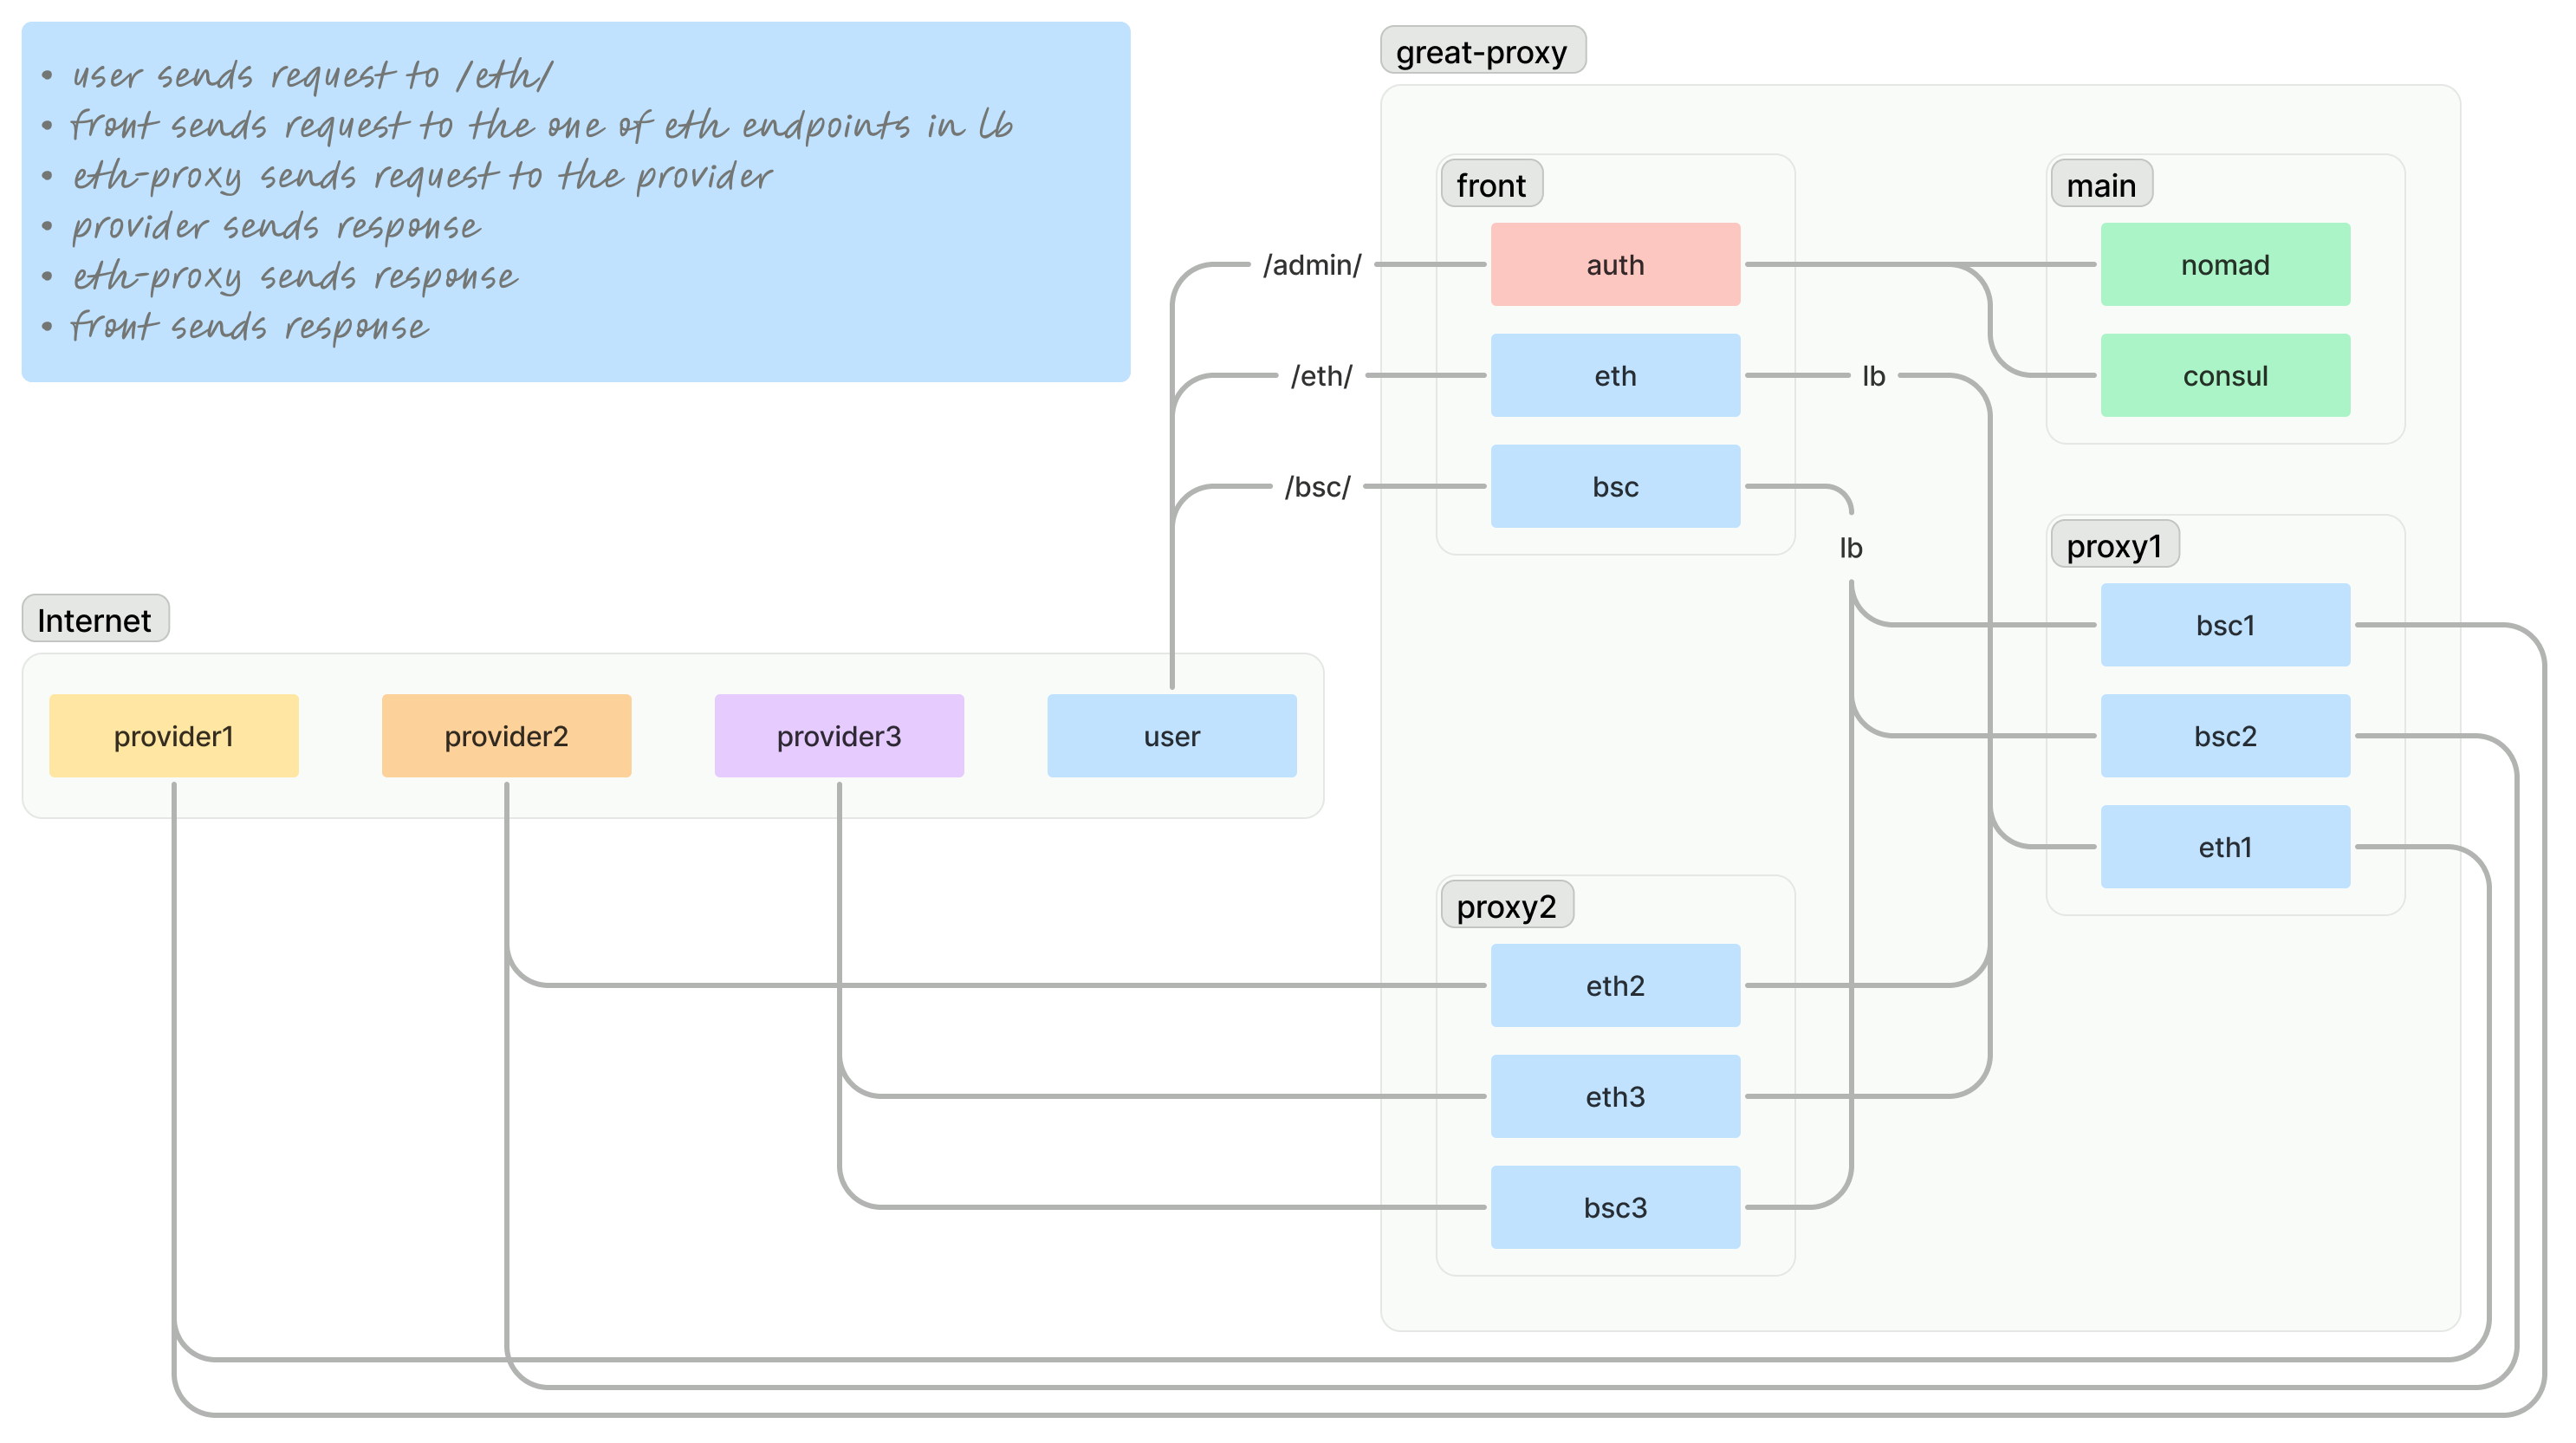 • user sends request to /eth/
• front sends request to the one of eth endpoints in lb
• eth-proxy sends request to the provider
• provider sends response
• eth-proxy sends response
• front sends response
great-proxy
front
main
/admin/
auth
nomad
/eth/
eth
lb
consul
/bsc/
bsc
lb
proxy1
bsc1
Internet
provider1
provider2
provider3
user
bsc2
eth1
proxy2
eth2
eth3
bsc3